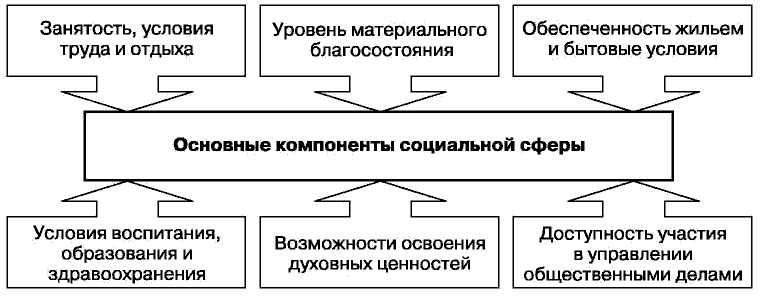 Занятость, условия
труда и отдыха
Уровень материального
благосостояния
Обеспеченность жильем
и бытовые условия
Основные компоненты социальной сферы
Условия воспитания,
образования и
здравоохранения
Возможности освоения
духовных ценностей
Доступность участия
в управлении
общественными делами